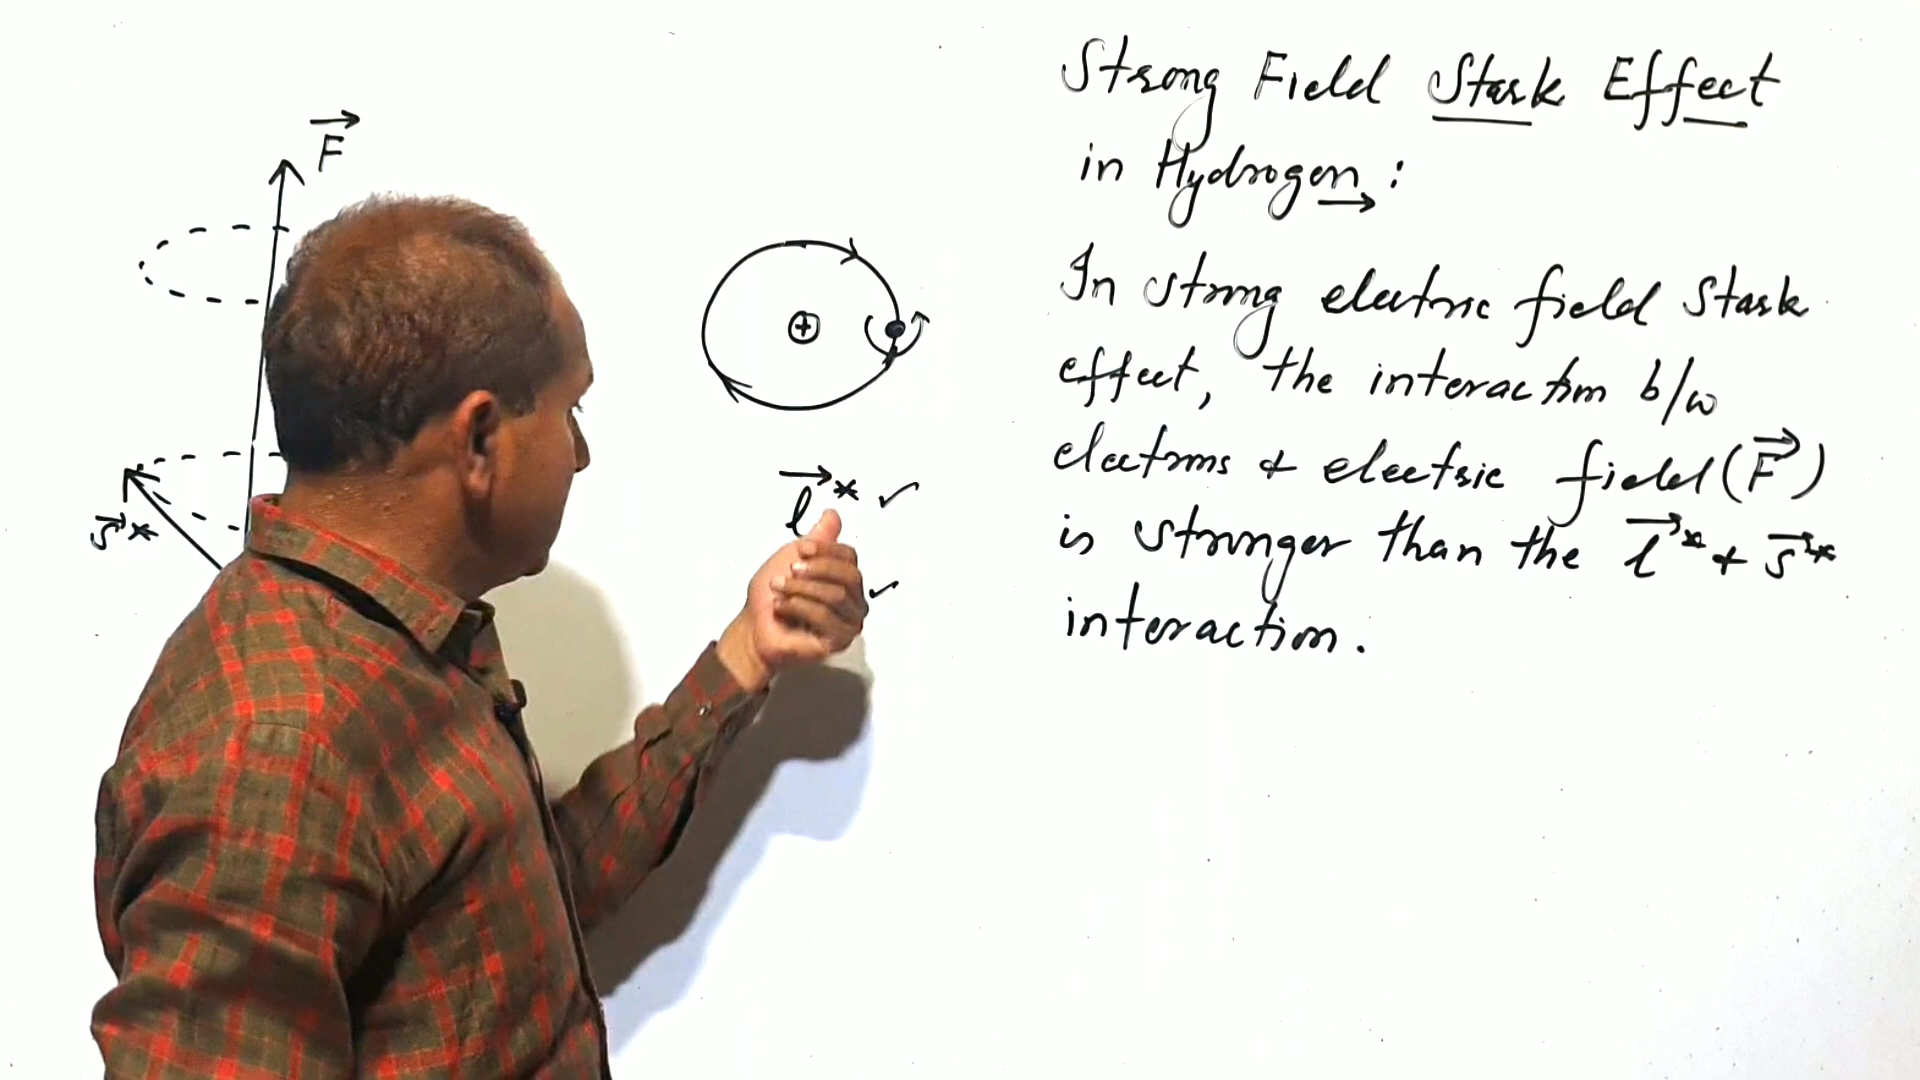 Strong Field Stark Effect
in Hydrogen :
In strong electric field Stark
effect, the interaction b/w
electrons + electric field (F⃗)
is stronger than the l⃗* + s⃗*
interaction.
F⃗
+
s⃗*
l⃗* ✓
✓